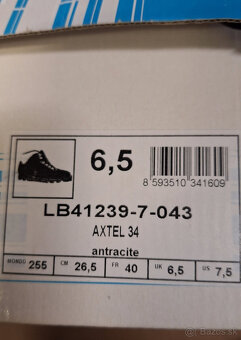 6,5
8 593510 341609
LB41239-7-043
AXTEL 34
antracite
MONDO 255 CM 26,5 FR 40 UK 6,5 US 7,5